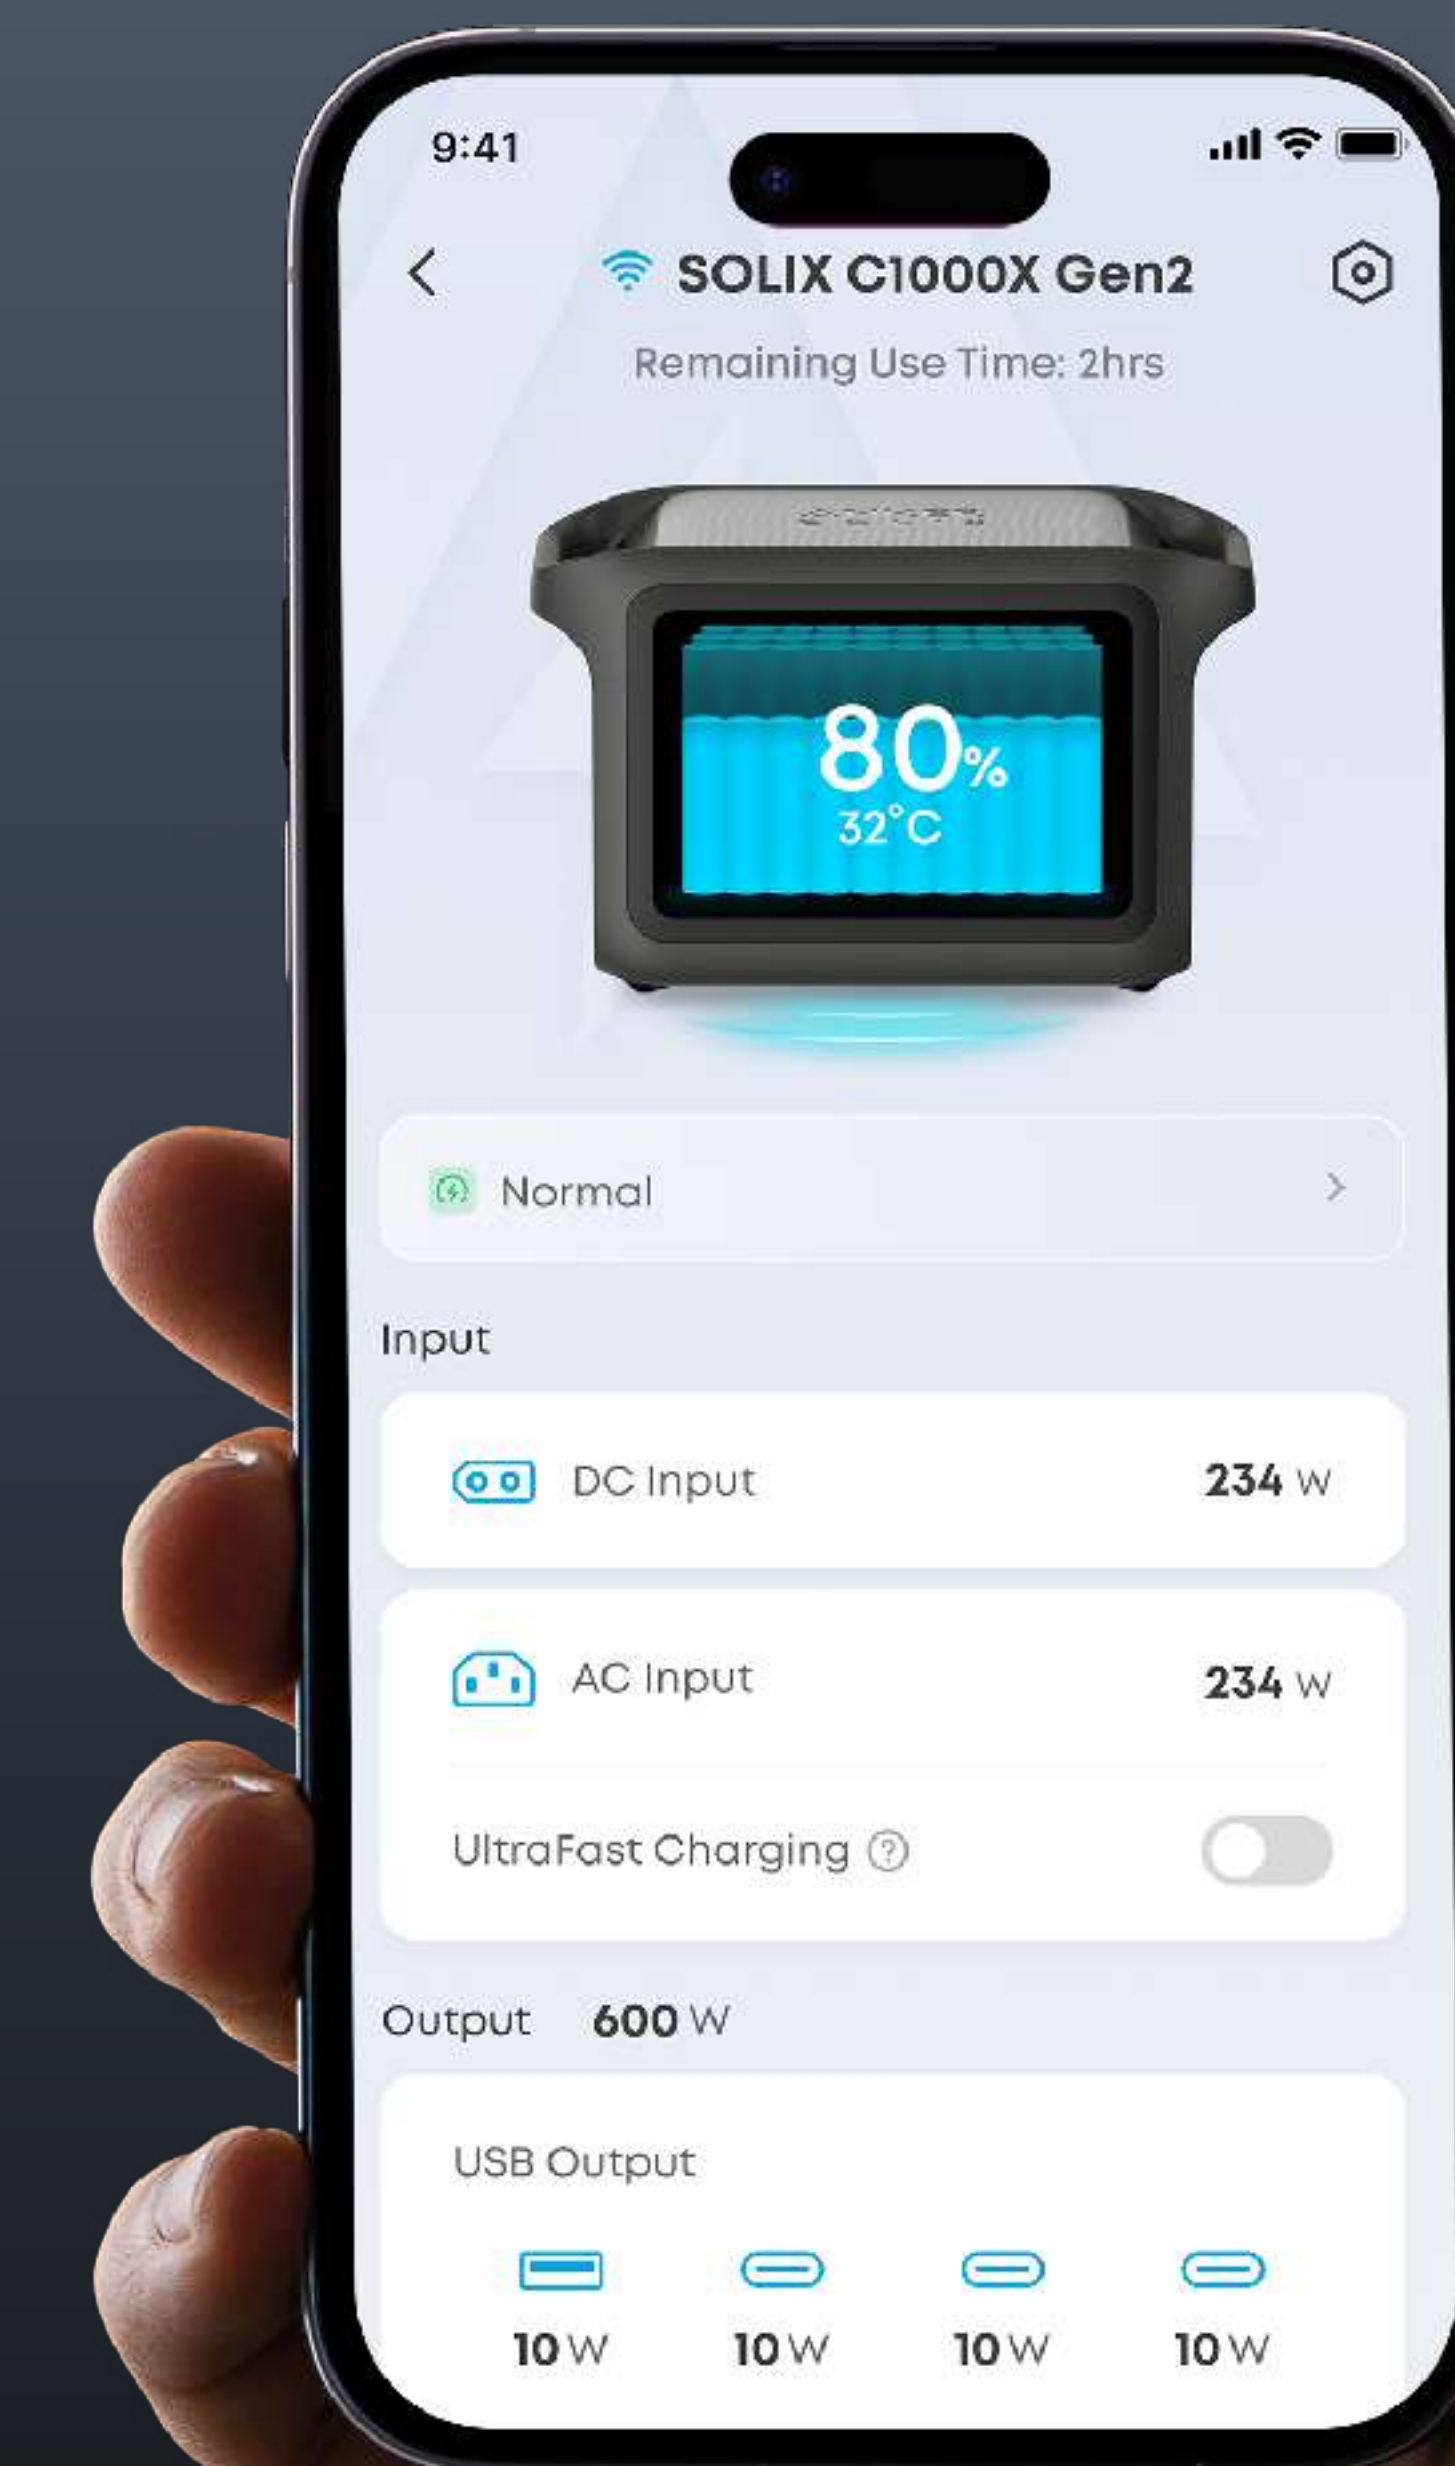 9:41
SOLIX C1000X Gen2
Remaining Use Time: 2hrs
80%
32°C
Normal
Input
DC Input 234 W
AC Input 234 W
UltraFast Charging ?
Output 600 W
USB Output
10 W 10 W 10 W 10 W